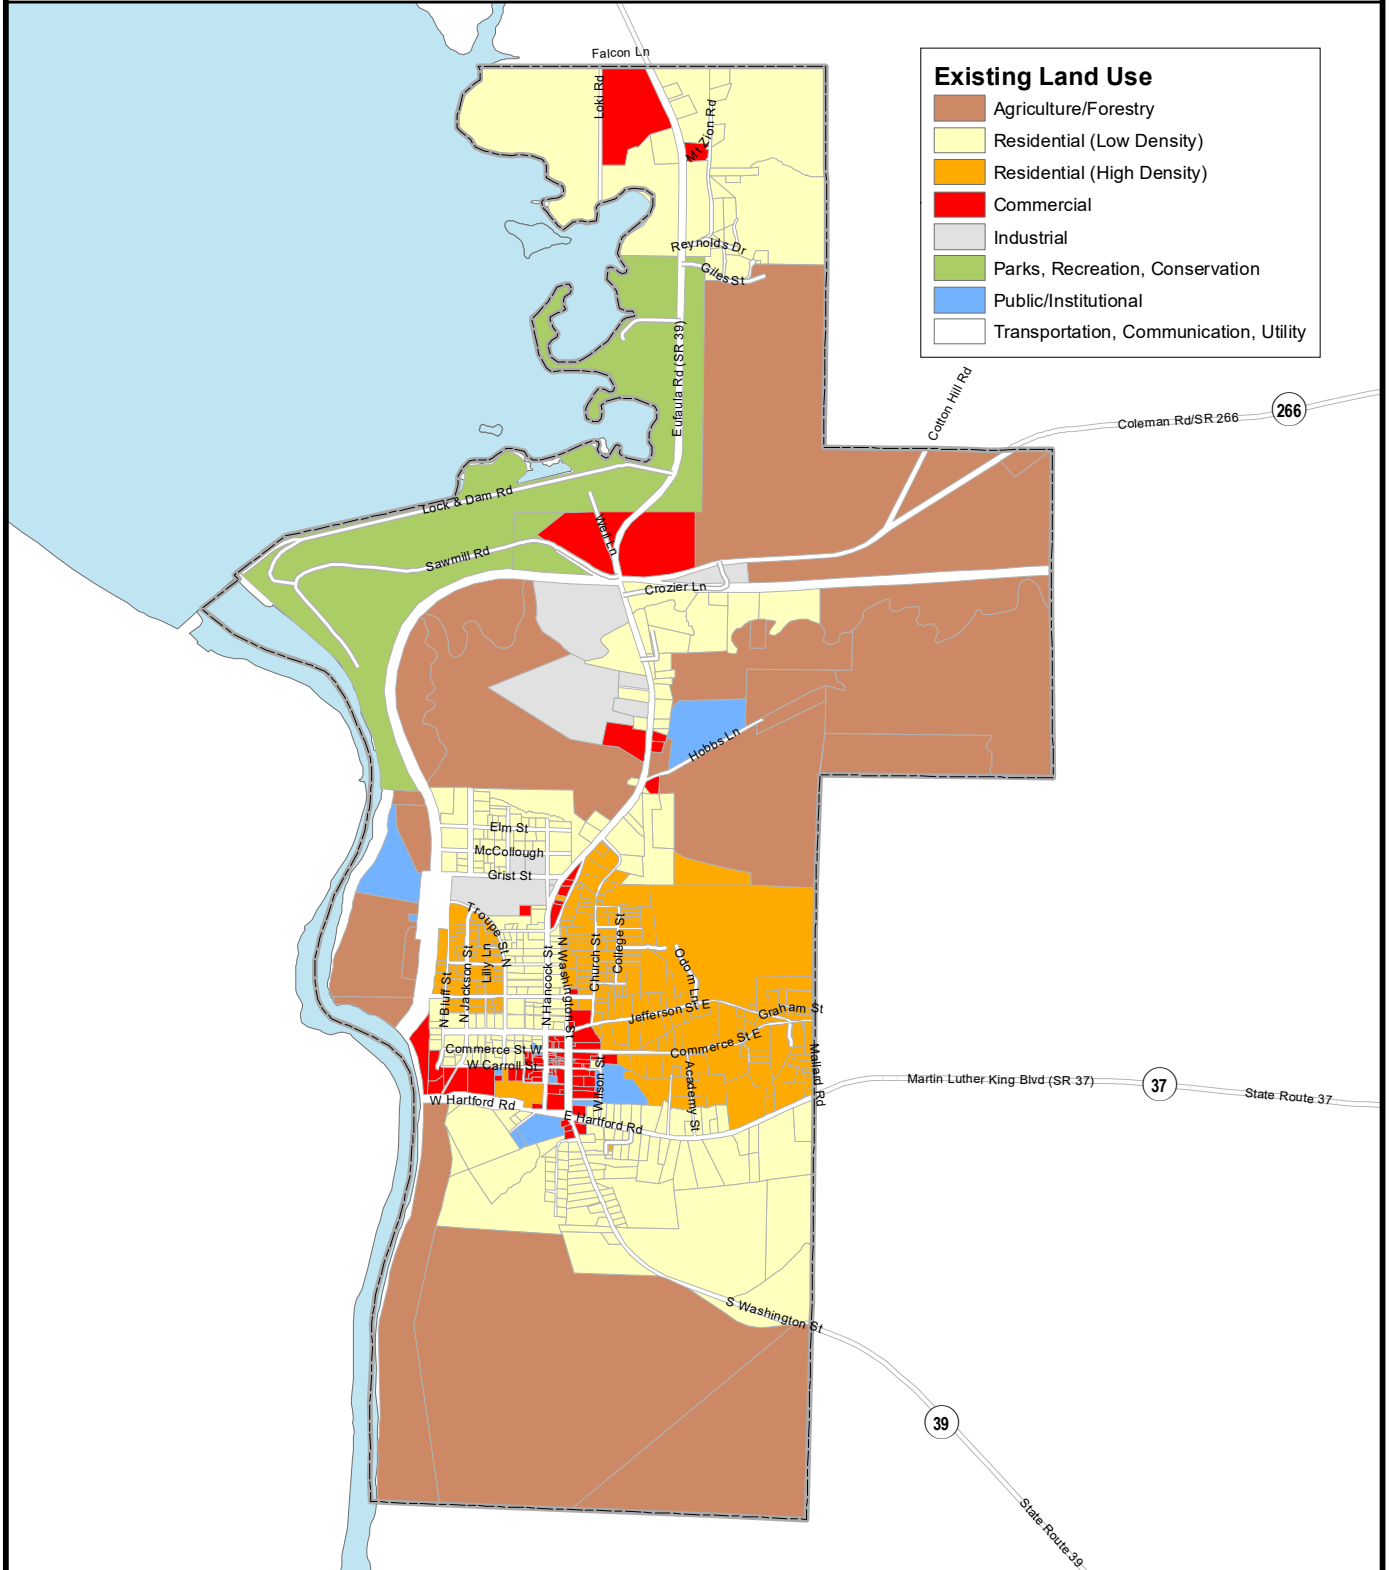 Falcon Ln
Loki Rd
Mt Zion Rd
Existing Land Use
Agriculture/Forestry
Residential (Low Density)
Residential (High Density)
Commercial
Industrial
Parks, Recreation, Conservation
Public/Institutional
Transportation, Communication, Utility
Reynolds Dr
Giles St
Eufaula Rd (SR 39)
Cotton Hill Rd
Coleman Rd/SR 266
266
Lock & Dam Rd
Well Ln
Sawmill Rd
Crozier Ln
Hobbs Ln
Elm St
McCollough
Grist St
Troupe St N
N Bluff St
N Jackson St
Lilly Ln
N Hancock St
N Washington St
Church St
College St
Odom Ln
Jefferson St E
Graham St
Commerce St E
Commerce St W
W Carroll St
Wilson St
Academy St
Mallard Rd
W Hartford Rd
E Hartford Rd
Martin Luther King Blvd (SR 37)
37
State Route 37
S Washington St
39
State Route 39